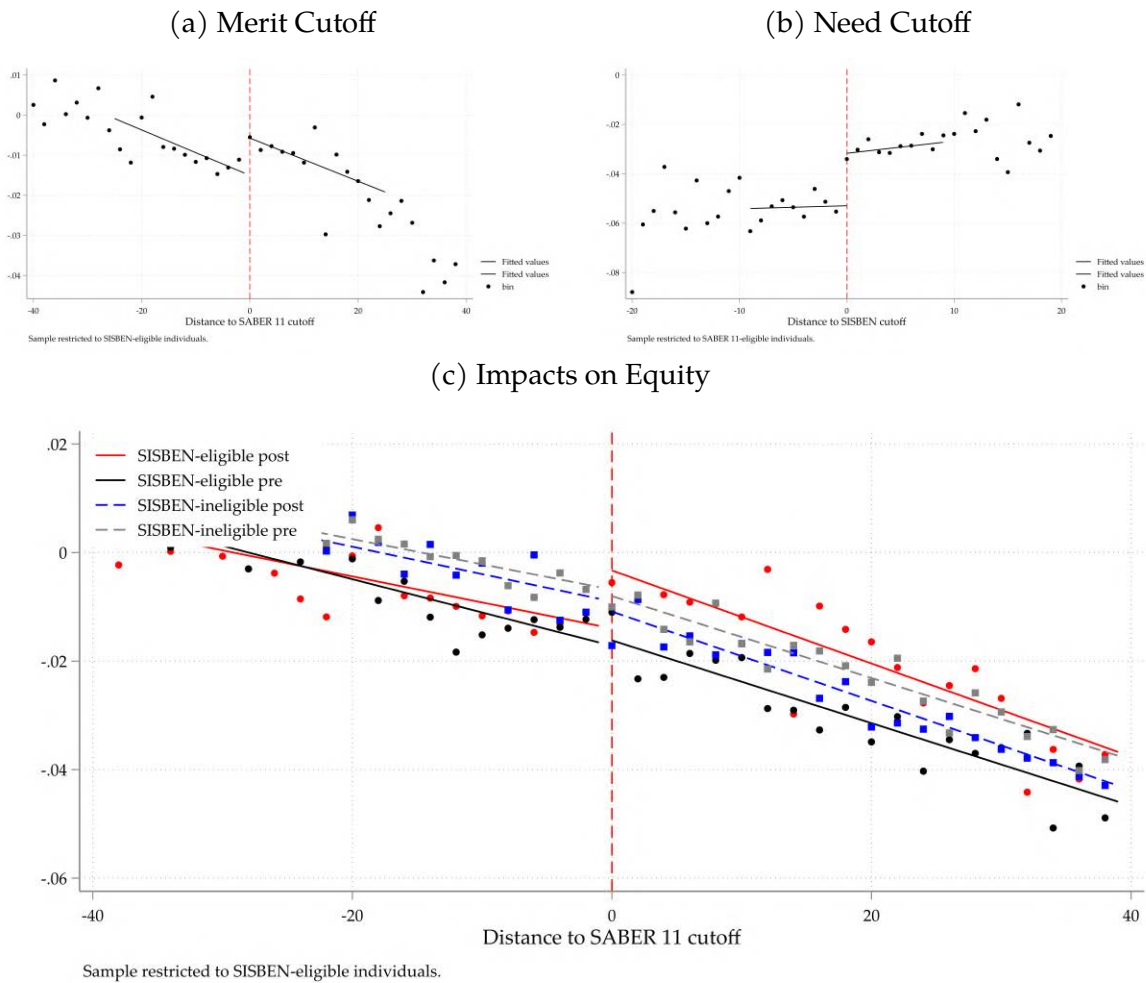 (a) Merit Cutoff
.01
0
-.01
-.02
-.03
-.04
-40
-20
0
20
40
Distance to SABER 11 cutoff
Fitted values
Fitted values
bin
Sample restricted to SISBEN-eligible individuals.
(b) Need Cutoff
0
-.02
-.04
-.06
-.08
-20
-10
0
10
20
Distance to SISBEN cutoff
Fitted values
Fitted values
bin
Sample restricted to SABER 11-eligible individuals.
(c) Impacts on Equity
.02
0
-.02
-.04
-.06
SISBEN-eligible post
SISBEN-eligible pre
SISBEN-ineligible post
SISBEN-ineligible pre
-40
-20
0
20
40
Distance to SABER 11 cutoff
Sample restricted to SISBEN-eligible individuals.